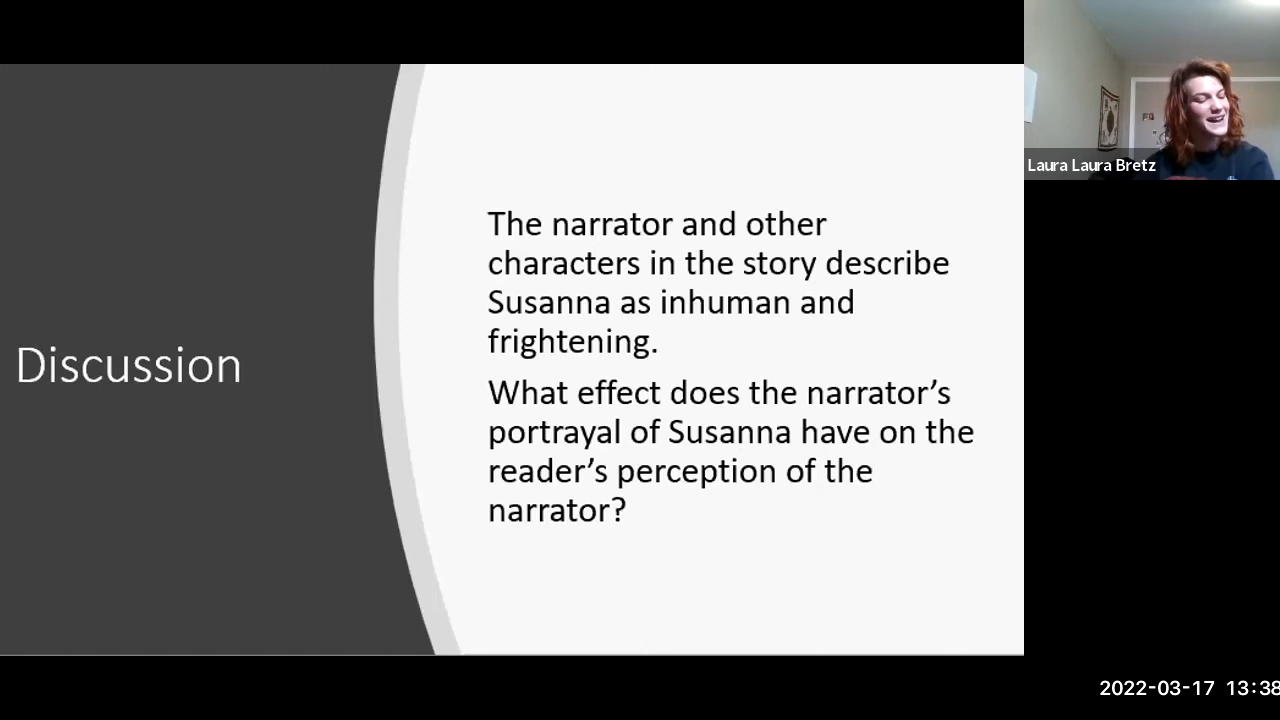 Discussion
The narrator and other
characters in the story describe
Susanna as inhuman and
frightening.
What effect does the narrator’s
portrayal of Susanna have on the
reader’s perception of the
narrator?
Laura Laura Bretz
2022-03-17 13:38